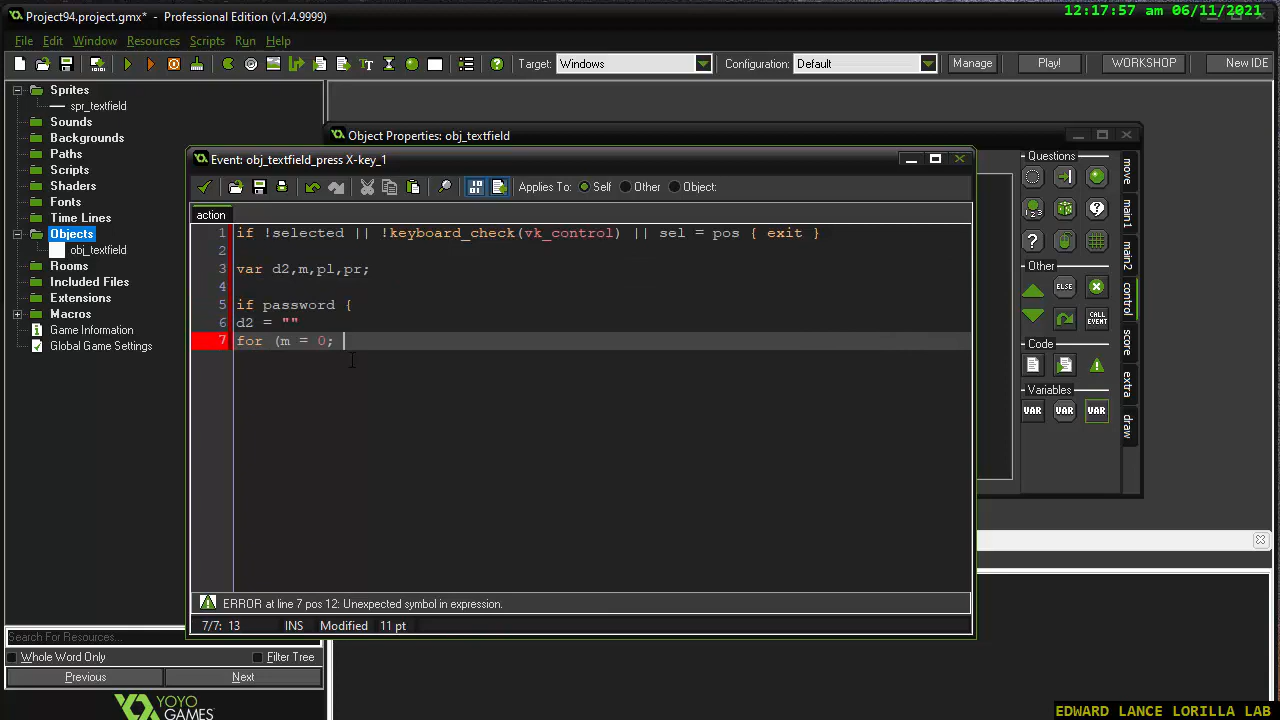 Project94.project.gmx* - Professional Edition (v1.4.9999)
12:17:57 am 06/11/2021
File Edit Window Resources Scripts Run Help
Target: Windows Configuration: Default Manage Play! WORKSHOP New IDE
Sprites
spr_textfield
Sounds
Backgrounds
Paths
Scripts
Shaders
Fonts
Time Lines
Objects
obj_textfield
Rooms
Included Files
Extensions
Macros
Game Information
Global Game Settings
Search For Resources...
Whole Word Only Filter Tree
Previous Next
YOYO
GAMES
Object Properties: obj_textfield
Event: obj_textfield_press X-key_1
Applies To: Self Other Object:
action
1 if !selected || !keyboard_check(vk_control) || sel = pos { exit }
2
3 var d2,m,pl,pr;
4
5 if password {
6 d2 = ""
7 for (m = 0;
ERROR at line 7 pos 12: Unexpected symbol in expression.
7/7: 13 INS Modified 11 pt
Questions
Other
ELSE
CALL
EVENT
Code
Variables
VAR VAR VAR
move
main1
main2
control
score
extra
draw
EDWARD LANCE LORILLA LAB